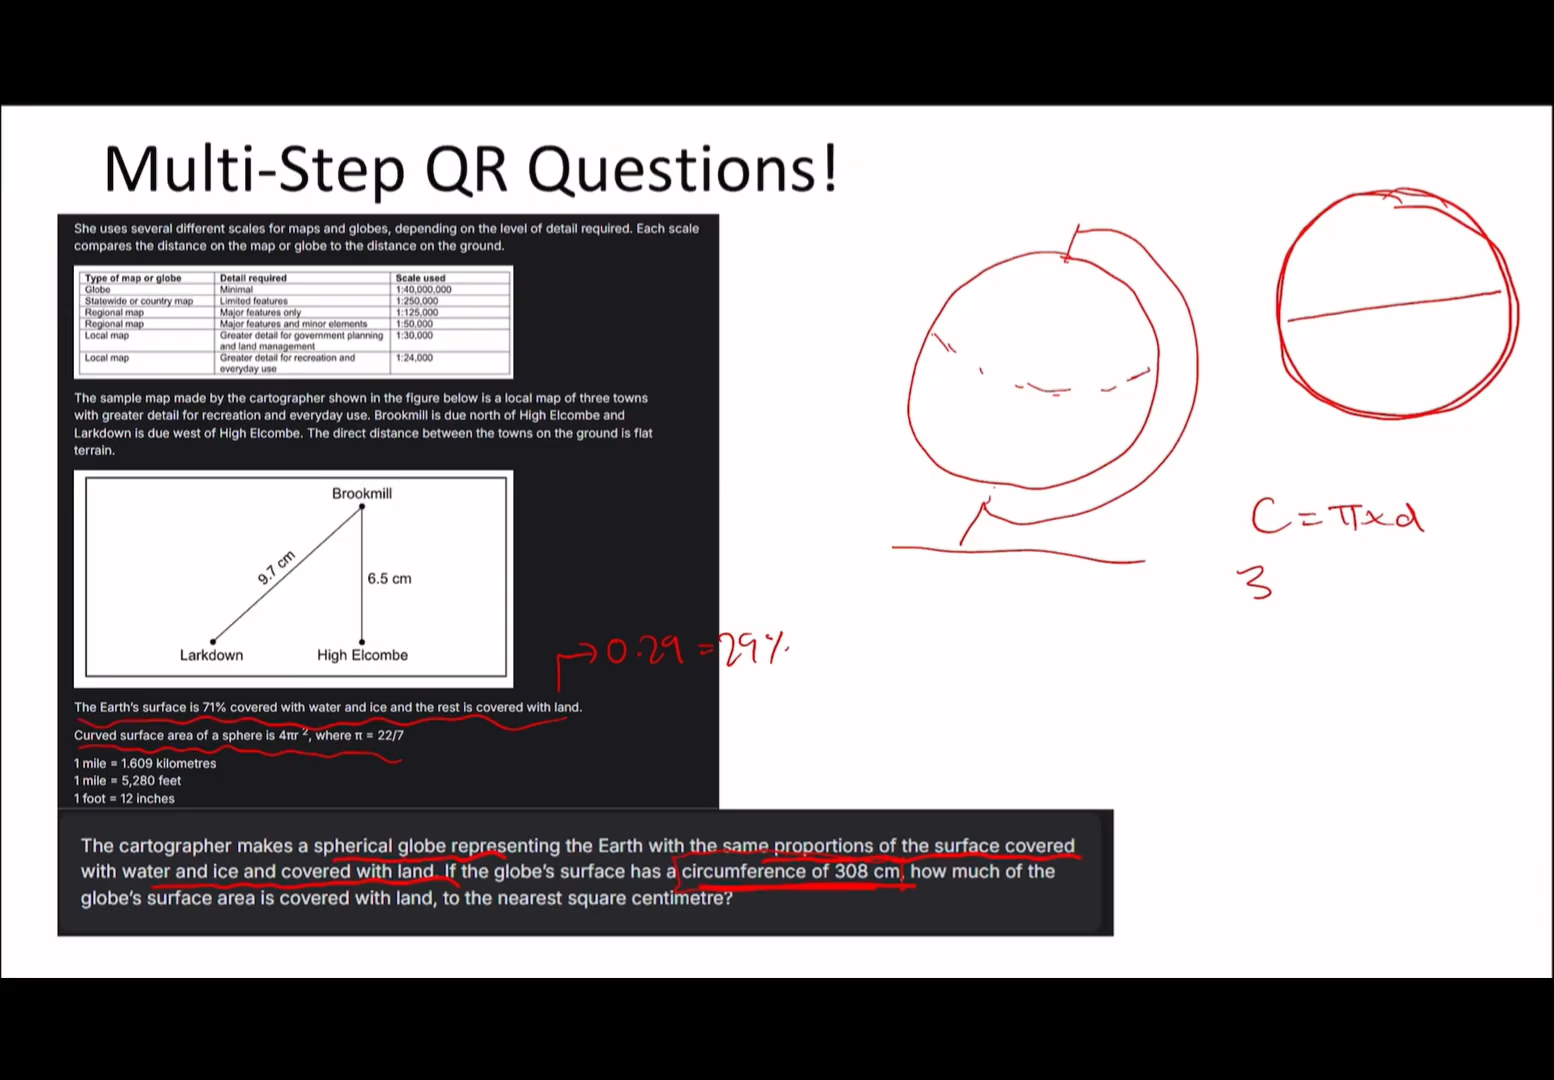 Multi-Step QR Questions!
She uses several different scales for maps and globes, depending on the level of detail required. Each scale
compares the distance on the map or globe to the distance on the ground.
Type of map or globe Detail required Scale used
Globe Minimal 1:40,000,000
Statewide or country map Limited features 1:250,000
Regional map Major features only 1:125,000
Regional map Major features and minor elements 1:50,000
Local map Greater detail for government planning 1:30,000
and land management
Local map Greater detail for recreation and 1:24,000
everyday use
The sample map made by the cartographer shown in the figure below is a local map of three towns
with greater detail for recreation and everyday use. Brookmill is due north of High Elcombe and
Larkdown is due west of High Elcombe. The direct distance between the towns on the ground is flat
terrain.
Brookmill
9.7 cm
6.5 cm
Larkdown High Elcombe
C = π x d
3
→ 0.29 = 29%
The Earth's surface is 71% covered with water and ice and the rest is covered with land.
Curved surface area of a sphere is 4πr², where π = 22/7
1 mile = 1.609 kilometres
1 mile = 5,280 feet
1 foot = 12 inches
The cartographer makes a spherical globe representing the Earth with the same proportions of the surface covered
with water and ice and covered with land. If the globe's surface has a circumference of 308 cm, how much of the
globe's surface area is covered with land, to the nearest square centimetre?